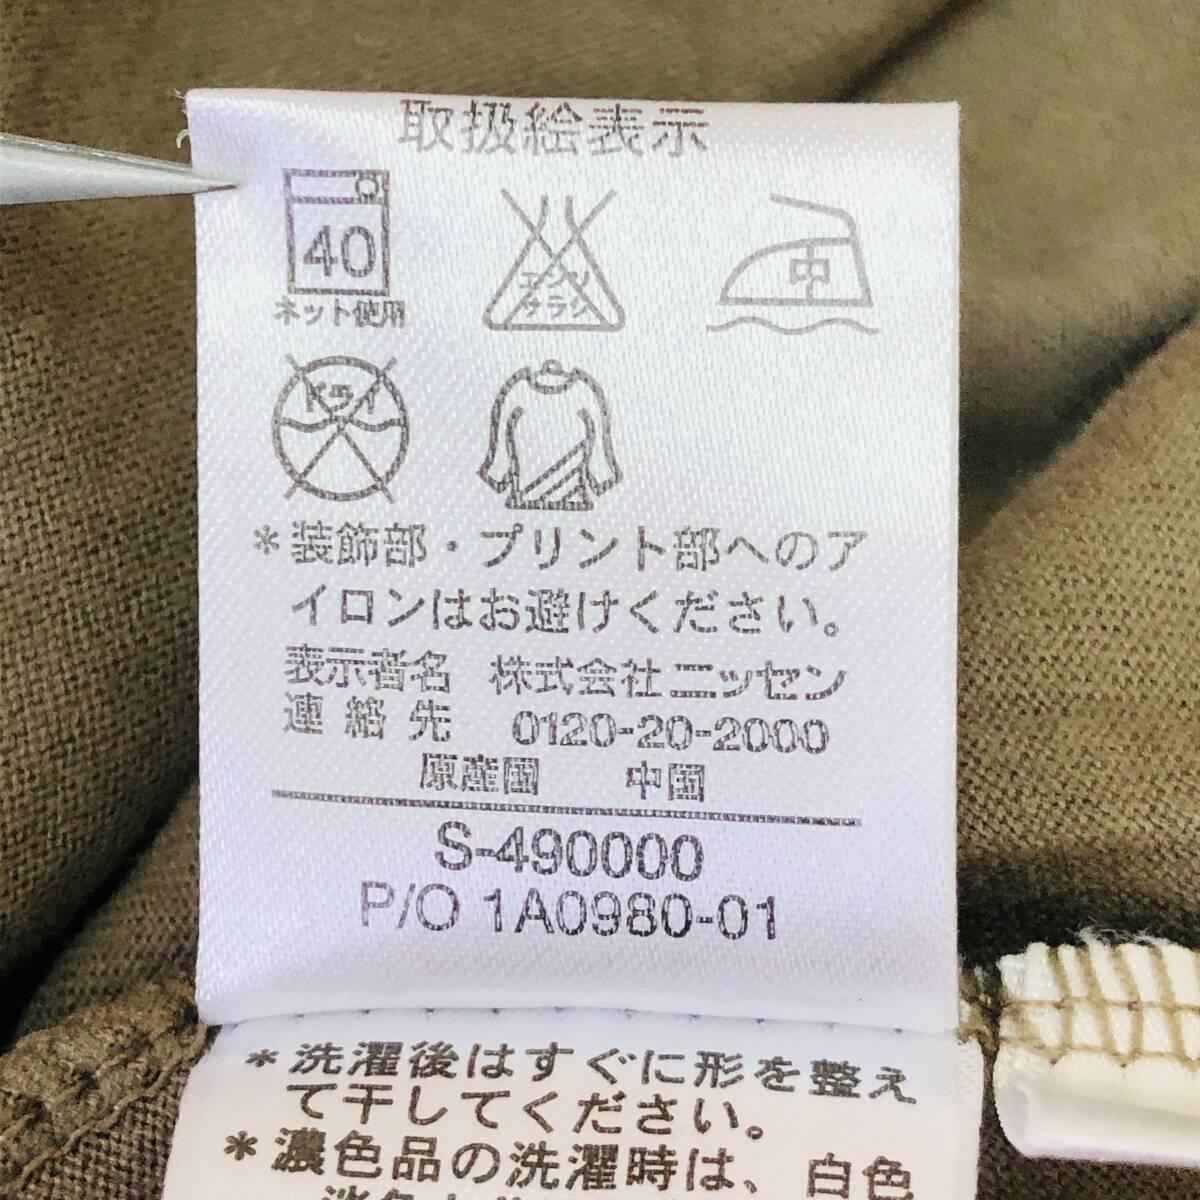 取扱絵表示
40
ネット使用
エンソ
サラシ
中
ドライ
＊装飾部・プリント部へのア
イロンはお避けください。
表示者名 株式会社ニッセン
連絡先 0120-20-2000
原産国 中国
S-490000
P/O 1A0980-01
＊洗濯後はすぐに形を整え
て干してください。
＊濃色品の洗濯時は、白色